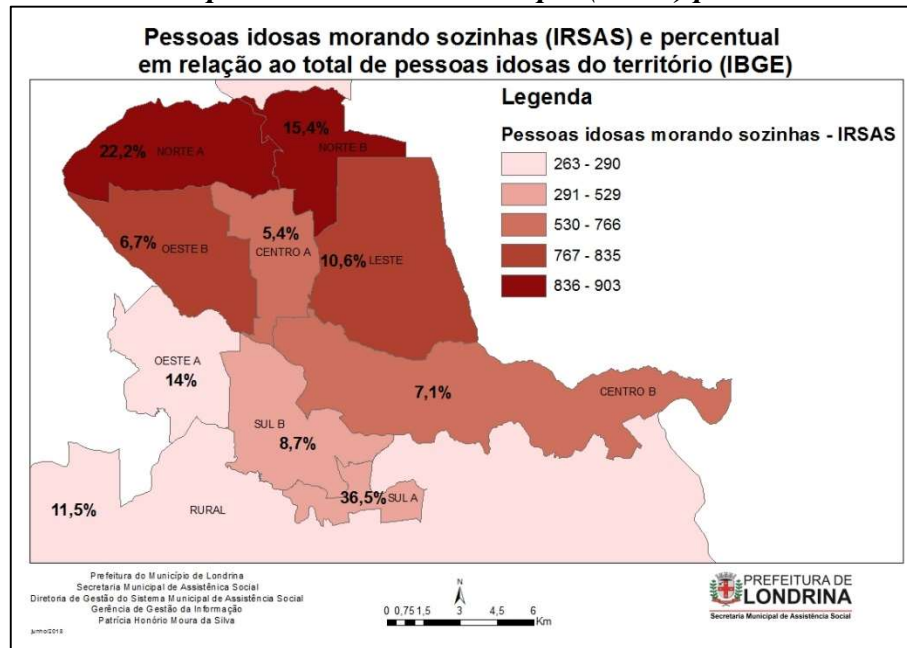 Pessoas idosas morando sozinhas (IRSAS) e percentual
em relação ao total de pessoas idosas do território (IBGE)
Legenda
Pessoas idosas morando sozinhas - IRSAS
263 - 290
291 - 529
530 - 766
767 - 835
836 - 903
15,4%
NORTE B
22,2%
NORTE A
5,4%
CENTRO A
6,7%
OESTE B
10,6%
LESTE
OESTE A
14%
7,1%
CENTRO B
SUL B
8,7%
36,5%
SUL A
11,5%
RURAL
Prefeitura do Município de Londrina
Secretaria Municipal de Assistência Social
Diretoria de Gestão do Sistema Municipal de Assistência Social
Gerência de Gestão da Informação
Patrícia Honório Moura da Silva
N
0 0,75 1,5 3 4,5 6
Km
PREFEITURA DE
LONDRINA
Secretaria Municipal de Assistência Social